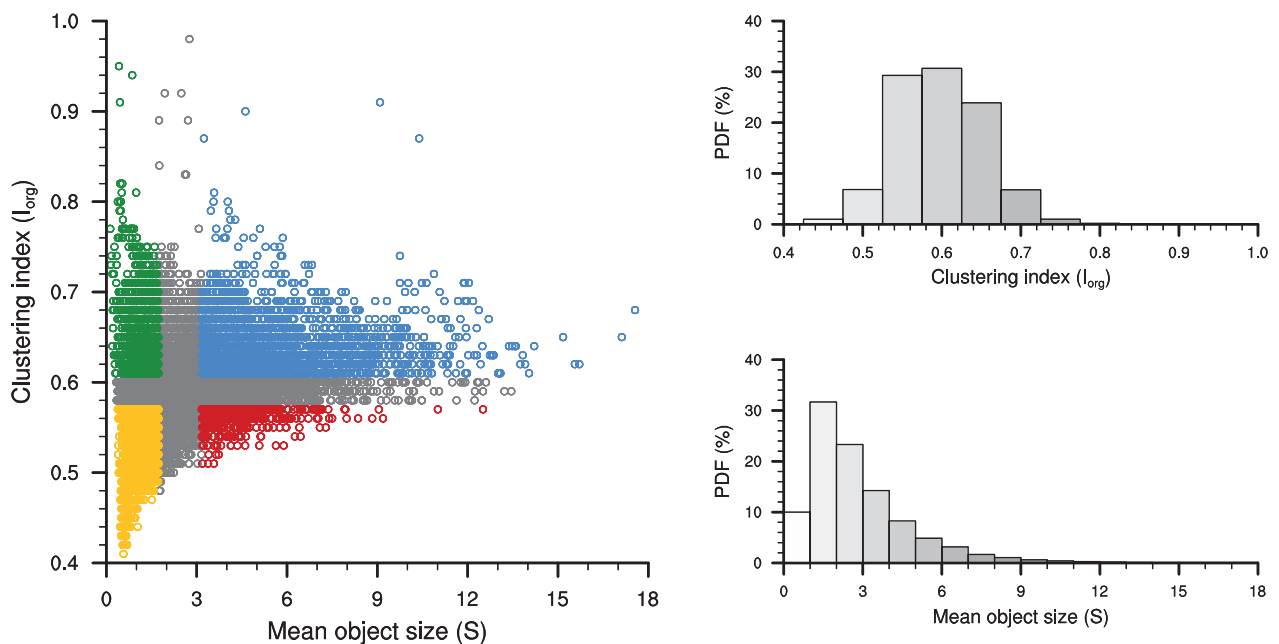 1.0
0.9
0.8
0.7
0.6
0.5
0.4
Clustering index (Iorg)
0 3 6 9 12 15 18
Mean object size (S)
40
30
20
10
0
PDF (%)
0.4 0.5 0.6 0.7 0.8 0.9 1.0
Clustering index (Iorg)
40
30
20
10
0
PDF (%)
0 3 6 9 12 15 18
Mean object size (S)